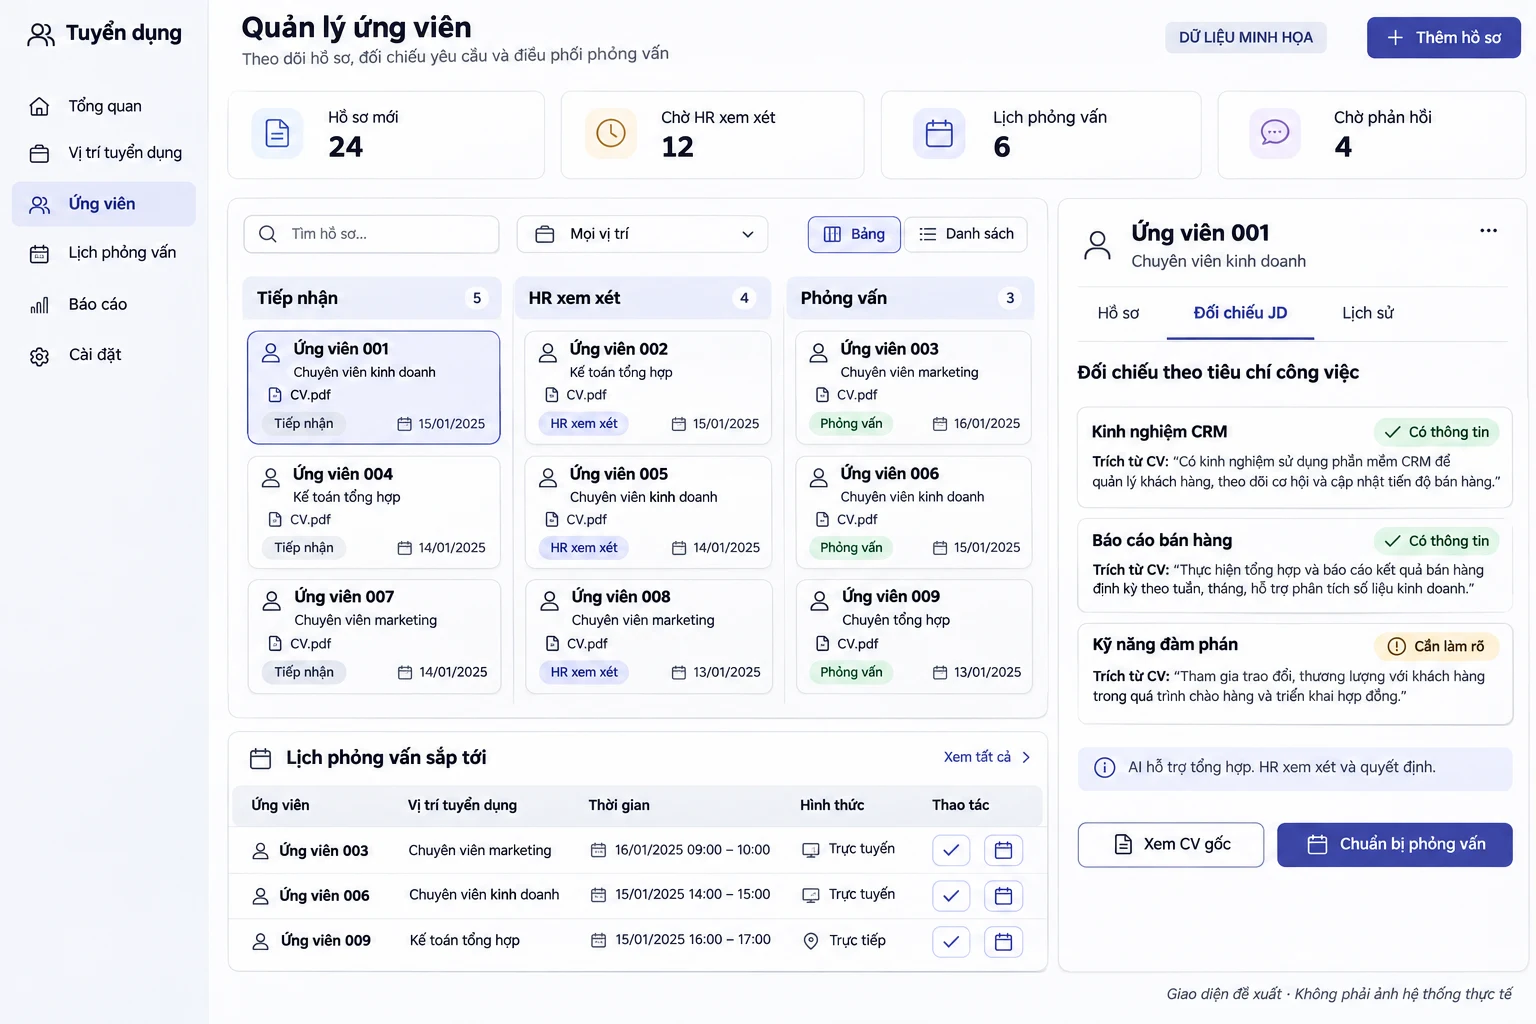 Tuyển dụng
Tổng quan
Vị trí tuyển dụng
Ứng viên
Lịch phỏng vấn
Báo cáo
Cài đặt
Quản lý ứng viên
Theo dõi hồ sơ, đối chiếu yêu cầu và điều phối phỏng vấn
DỮ LIỆU MINH HỌA
Thêm hồ sơ
Hồ sơ mới
24
Chờ HR xem xét
12
Lịch phỏng vấn
6
Chờ phản hồi
4
Tìm hồ sơ...
Mọi vị trí
Bảng
Danh sách
Tiếp nhận 5
Ứng viên 001
Chuyên viên kinh doanh
CV.pdf
Tiếp nhận 15/01/2025
Ứng viên 004
Kế toán tổng hợp
CV.pdf
Tiếp nhận 14/01/2025
Ứng viên 007
Chuyên viên marketing
CV.pdf
Tiếp nhận 14/01/2025
HR xem xét 4
Ứng viên 002
Kế toán tổng hợp
CV.pdf
HR xem xét 15/01/2025
Ứng viên 005
Chuyên viên kinh doanh
CV.pdf
HR xem xét 14/01/2025
Ứng viên 008
Chuyên viên marketing
CV.pdf
HR xem xét 13/01/2025
Phỏng vấn 3
Ứng viên 003
Chuyên viên marketing
CV.pdf
Phỏng vấn 16/01/2025
Ứng viên 006
Chuyên viên kinh doanh
CV.pdf
Phỏng vấn 15/01/2025
Ứng viên 009
Chuyên tổng hợp
CV.pdf
Phỏng vấn 13/01/2025
Lịch phỏng vấn sắp tới
Xem tất cả
Ứng viên Vị trí tuyển dụng Thời gian Hình thức Thao tác
Ứng viên 003 Chuyên viên marketing 16/01/2025 09:00 – 10:00 Trực tuyến
Ứng viên 006 Chuyên viên kinh doanh 15/01/2025 14:00 – 15:00 Trực tuyến
Ứng viên 009 Kế toán tổng hợp 15/01/2025 16:00 – 17:00 Trực tiếp
Ứng viên 001
Chuyên viên kinh doanh
Hồ sơ Đối chiếu JD Lịch sử
Đối chiếu theo tiêu chí công việc
Kinh nghiệm CRM
Có thông tin
Trích từ CV: “Có kinh nghiệm sử dụng phần mềm CRM để
quản lý khách hàng, theo dõi cơ hội và cập nhật tiến độ bán hàng.”
Báo cáo bán hàng
Có thông tin
Trích từ CV: “Thực hiện tổng hợp và báo cáo kết quả bán hàng
định kỳ theo tuần, tháng, hỗ trợ phân tích số liệu kinh doanh.”
Kỹ năng đàm phán
Cần làm rõ
Trích từ CV: “Tham gia trao đổi, thương lượng với khách hàng
trong quá trình chào hàng và triển khai hợp đồng.”
AI hỗ trợ tổng hợp. HR xem xét và quyết định.
Xem CV gốc
Chuẩn bị phỏng vấn
Giao diện đề xuất · Không phải ảnh hệ thống thực tế